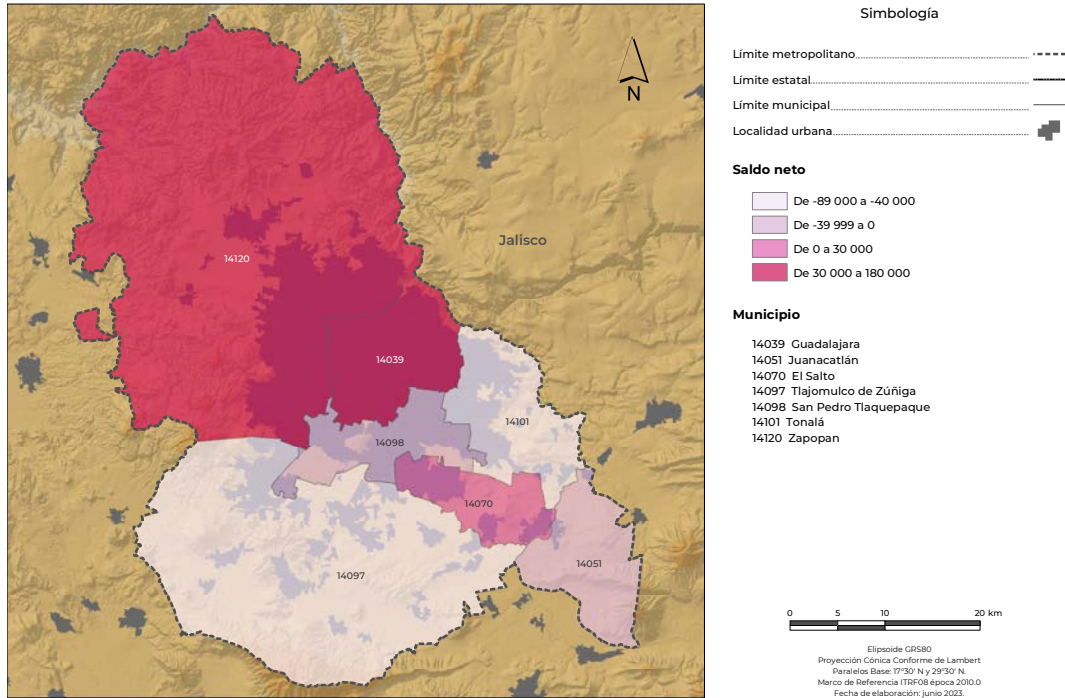 Simbología
Límite metropolitano
Límite estatal
Límite municipal
Localidad urbana
Saldo neto
De -89 000 a -40 000
De -39 999 a 0
De 0 a 30 000
De 30 000 a 180 000
Municipio
14039 Guadalajara
14051 Juanacatlán
14070 El Salto
14097 Tlajomulco de Zúñiga
14098 San Pedro Tlaquepaque
14101 Tonalá
14120 Zapopan
N
Jalisco
14120
14039
14101
14098
14070
14051
14097
0 5 10 20 km
Elipsoide GRS80
Proyección Cónica Conforme de Lambert
Paralelos Base: 17°30' N y 29°30' N.
Marco de Referencia ITRF08 época 2010.0
Fecha de elaboración: junio 2023.